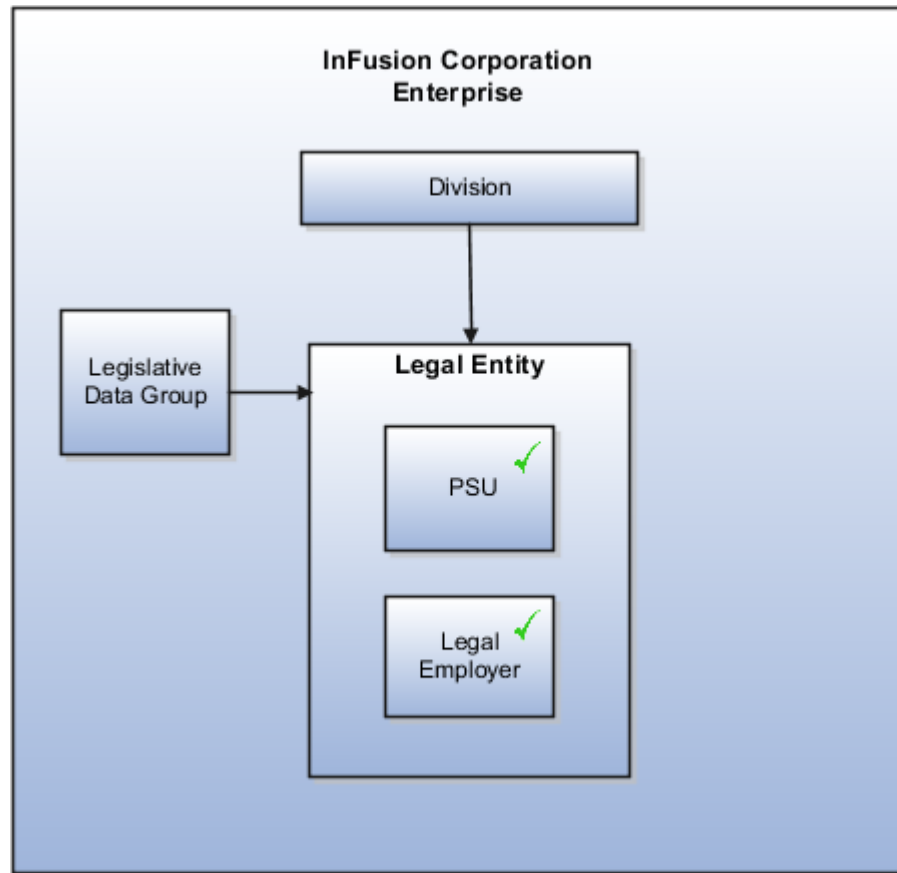 InFusion Corporation
Enterprise
Division
Legislative
Data Group
Legal Entity
PSU
Legal
Employer